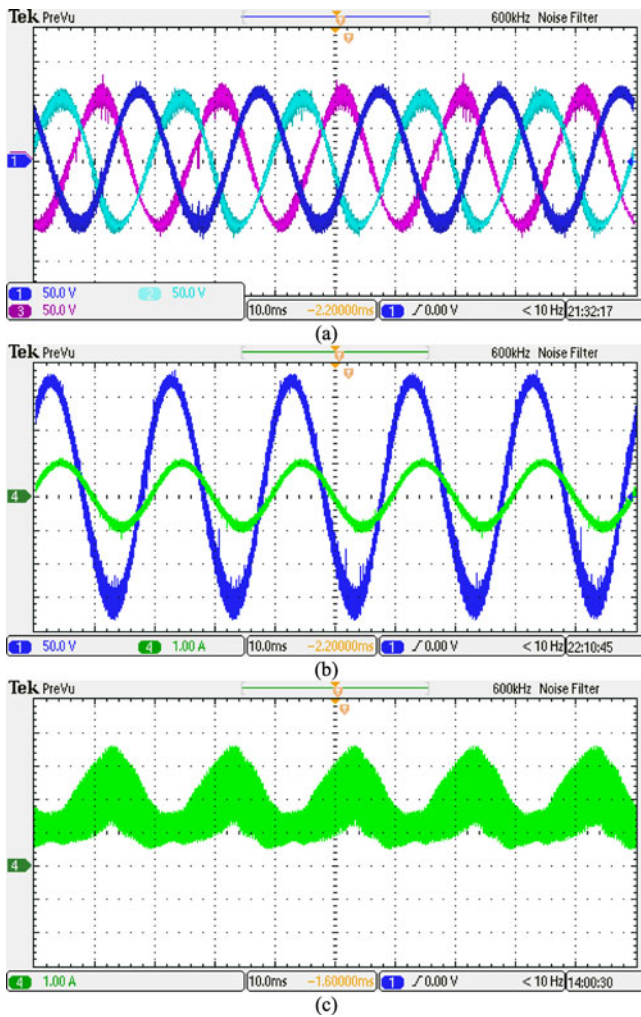 Tek PreVu 600kHz Noise Filter
1
1 50.0 V 2 50.0 V
3 50.0 V 10.0ms -2.20000ms 1 0.00 V < 10 Hz 21:32:17
(a)
Tek PreVu 600kHz Noise Filter
4
1 50.0 V 4 1.00 A 10.0ms -2.20000ms 1 0.00 V < 10 Hz 22:10:45
(b)
Tek PreVu 600kHz Noise Filter
4
4 1.00 A 10.0ms -1.60000ms 1 0.00 V < 10 Hz 14:00:30
(c)